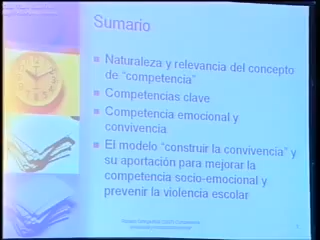 Sumario
Naturaleza y relevancia del concepto
de "competencia"
Competencias clave
Competencia emocional y
convivencia
El modelo "construir la convivencia" y
su aportación para mejorar la
competencia socio-emocional y
prevenir la violencia escolar